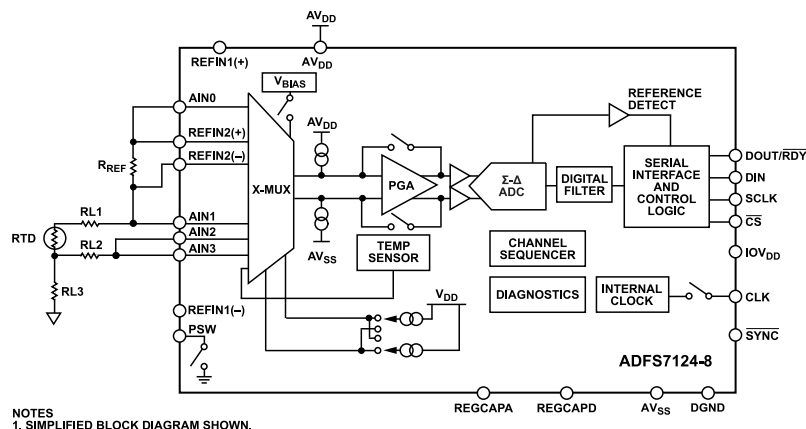 AVDD
REFIN1(+)
AVDD
VBIAS
AIN0
REFIN2(+)
REFIN2(–)
RREF
RL1
AIN1
RTD
RL2
AIN2
AIN3
RL3
REFIN1(–)
PSW
X-MUX
AVDD
AVSS
PGA
TEMP
SENSOR
Σ-Δ
ADC
DIGITAL
FILTER
REFERENCE
DETECT
SERIAL
INTERFACE
AND
CONTROL
LOGIC
DOUT/RDY
DIN
SCLK
CS
CHANNEL
SEQUENCER
DIAGNOSTICS
INTERNAL
CLOCK
VDD
IOVDD
CLK
SYNC
ADFS7124-8
REGCAPA
REGCAPD
AVSS
DGND
NOTES
1. SIMPLIFIED BLOCK DIAGRAM SHOWN.